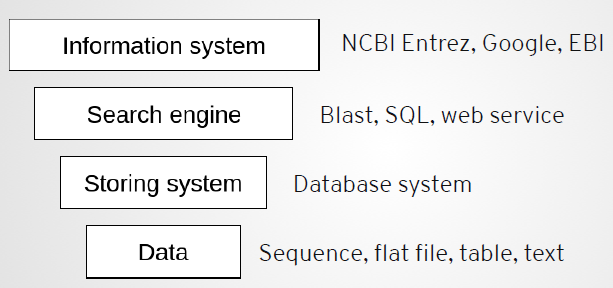 Information system NCBI Entrez, Google, EBI
Search engine Blast, SQL, web service
Storing system Database system
Data Sequence, flat file, table, text